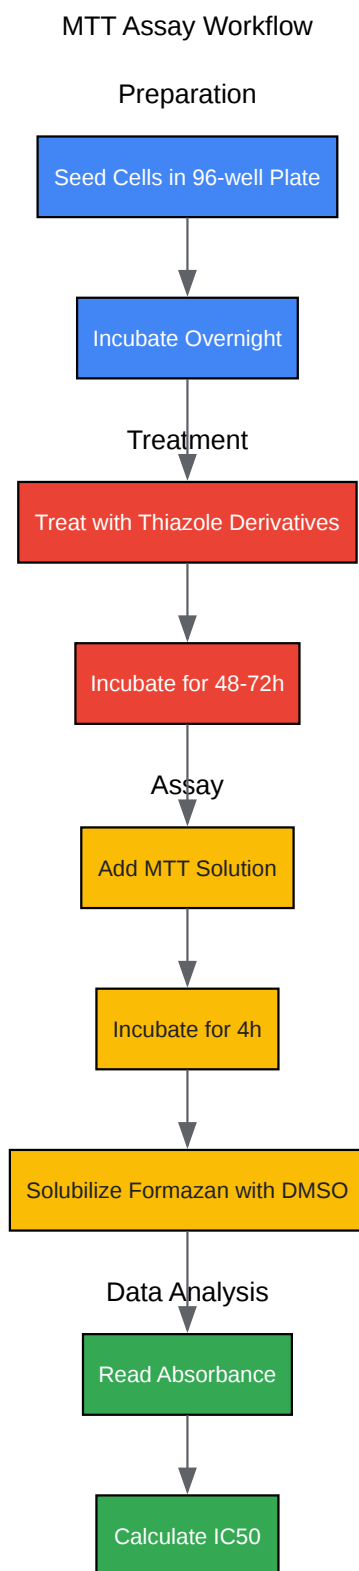 MTT Assay Workflow
Preparation
Seed Cells in 96-well Plate
Incubate Overnight
Treatment
Treat with Thiazole Derivatives
Incubate for 48-72h
Assay
Add MTT Solution
Incubate for 4h
Solubilize Formazan with DMSO
Data Analysis
Read Absorbance
Calculate IC50